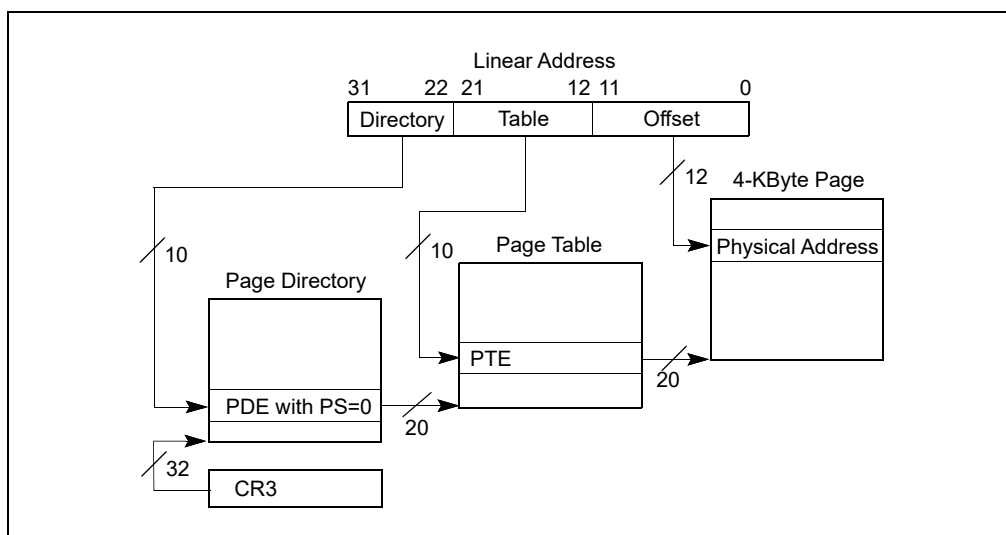 Linear Address
31 22 21 12 11 0
Directory Table Offset
12 4-KByte Page
10 10 Page Table Physical Address
Page Directory
PTE
20
PDE with PS=0
20
32
CR3